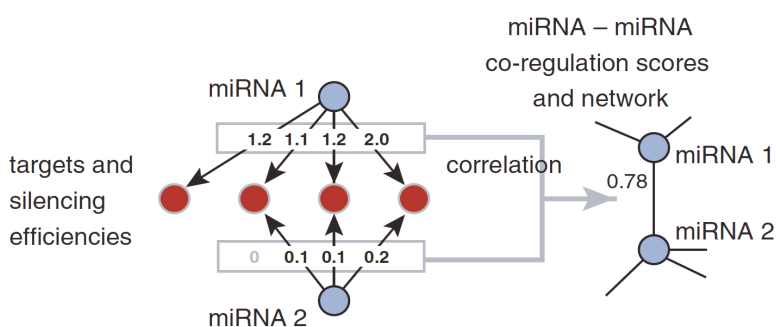 miRNA – miRNA
co-regulation scores
and network
miRNA 1
1.2 1.1 1.2 2.0
targets and
silencing
efficiencies
correlation
0 0.1 0.1 0.2
miRNA 2
miRNA 1
0.78
miRNA 2